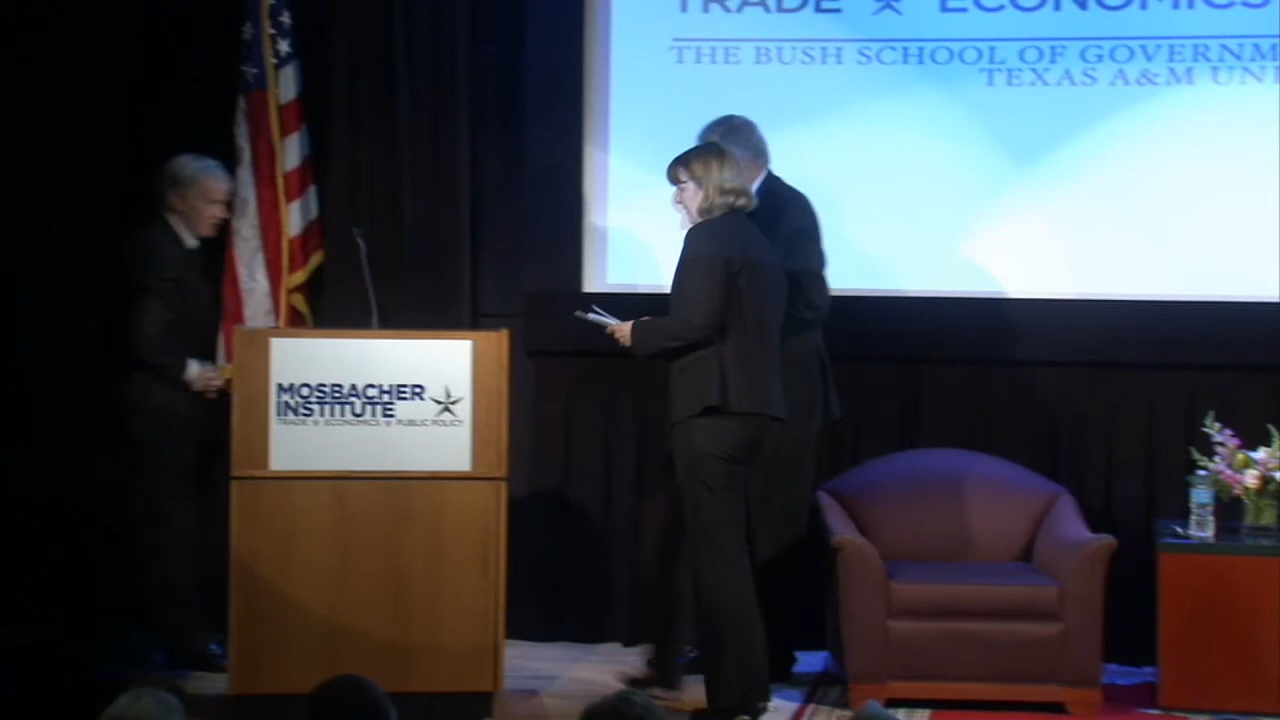 TRADE ★ ECONOMICS
THE BUSH SCHOOL OF GOVERNM
TEXAS A&M UNI
MOSBACHER
INSTITUTE
TRADE ★ ECONOMICS ★ PUBLIC POLICY